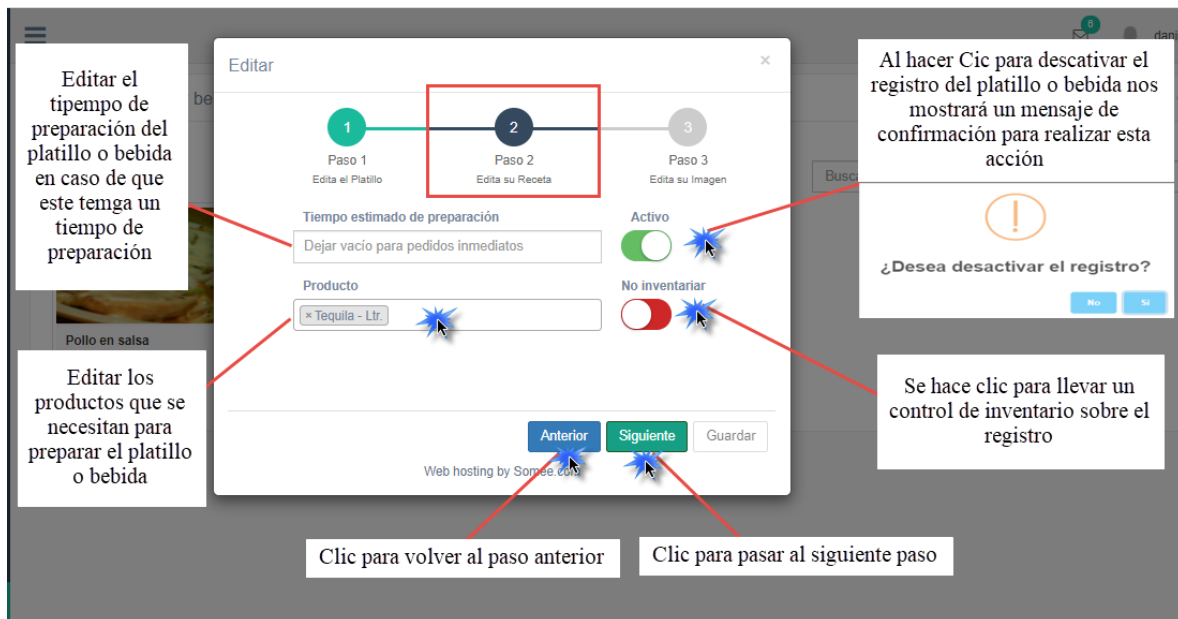 6
danj
Editar
×
be
1
2
3
Paso 1
Paso 2
Paso 3
Edita el Platillo
Edita su Receta
Edita su Imagen
Busca
Tiempo estimado de preparación
Activo
Dejar vacío para pedidos inmediatos
Producto
No inventariar
× Tequila - Ltr.
Pollo en salsa
Anterior
Siguiente
Guardar
Web hosting by Somee.com
Editar el
tipempo de
preparación del
platillo o bebida
en caso de que
este temga un
tiempo de
preparación
Al hacer Cic para descativar el
registro del platillo o bebida nos
mostrará un mensaje de
confirmación para realizar esta
acción
!
¿Desea desactivar el registro?
No
Si
Editar los
productos que se
necesitan para
preparar el platillo
o bebida
Se hace clic para llevar un
control de inventario sobre el
registro
Clic para volver al paso anterior
Clic para pasar al siguiente paso